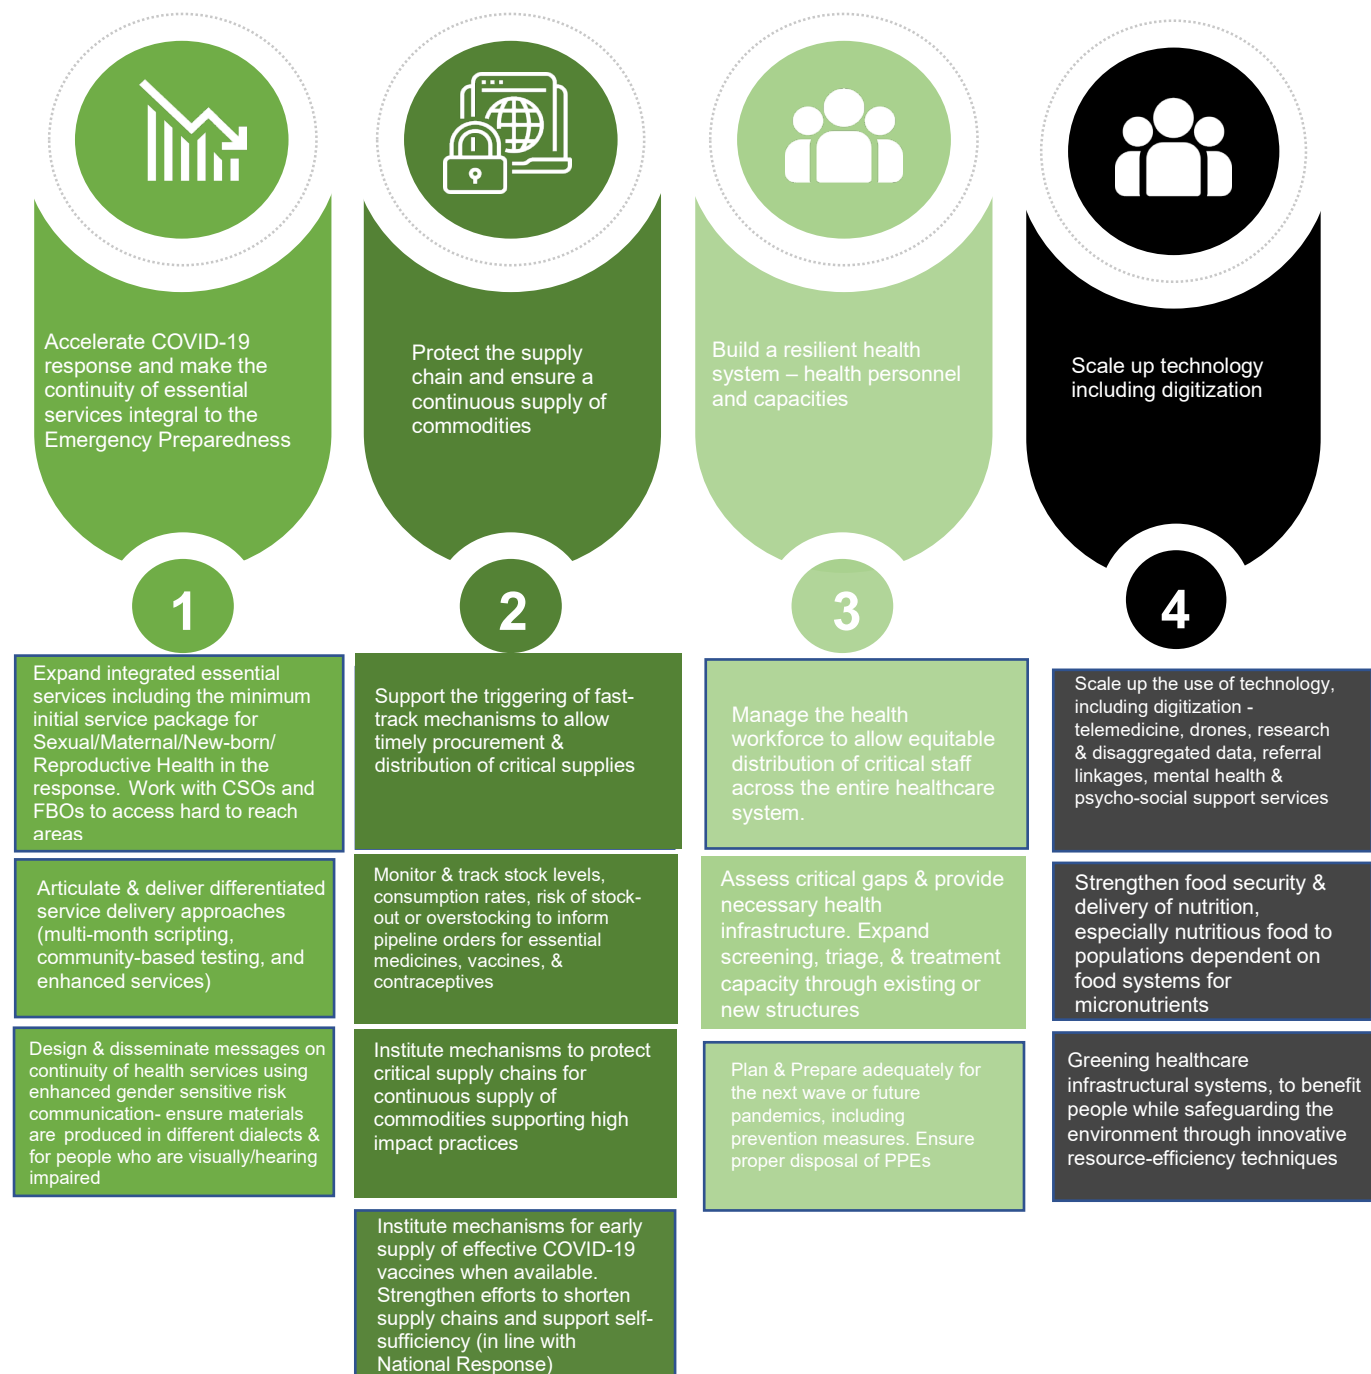 Accelerate COVID-19
response and make the
continuity of essential
services integral to the
Emergency Preparedness
Protect the supply
chain and ensure a
continuous supply of
commodities
Build a resilient health
system – health personnel
and capacities
Scale up technology
including digitization
1
2
3
4
Expand integrated essential
services including the minimum
initial service package for
Sexual/Maternal/New-born/
Reproductive Health in the
response. Work with CSOs and
FBOs to access hard to reach
areas
Articulate & deliver differentiated
service delivery approaches
(multi-month scripting,
community-based testing, and
enhanced services)
Design & disseminate messages on
continuity of health services using
enhanced gender sensitive risk
communication- ensure materials
are produced in different dialects &
for people who are visually/hearing
impaired
Support the triggering of fast-
track mechanisms to allow
timely procurement &
distribution of critical supplies
Monitor & track stock levels,
consumption rates, risk of stock-
out or overstocking to inform
pipeline orders for essential
medicines, vaccines, &
contraceptives
Institute mechanisms to protect
critical supply chains for
continuous supply of
commodities supporting high
impact practices
Institute mechanisms for early
supply of effective COVID-19
vaccines when available.
Strengthen efforts to shorten
supply chains and support self-
sufficiency (in line with
National Response)
Manage the health
workforce to allow equitable
distribution of critical staff
across the entire healthcare
system.
Assess critical gaps & provide
necessary health
infrastructure. Expand
screening, triage, & treatment
capacity through existing or
new structures
Plan & Prepare adequately for
the next wave or future
pandemics, including
prevention measures. Ensure
proper disposal of PPEs
Scale up the use of technology,
including digitization -
telemedicine, drones, research
& disaggregated data, referral
linkages, mental health &
psycho-social support services
Strengthen food security &
delivery of nutrition,
especially nutritious food to
populations dependent on
food systems for
micronutrients
Greening healthcare
infrastructural systems, to benefit
people while safeguarding the
environment through innovative
resource-efficiency techniques